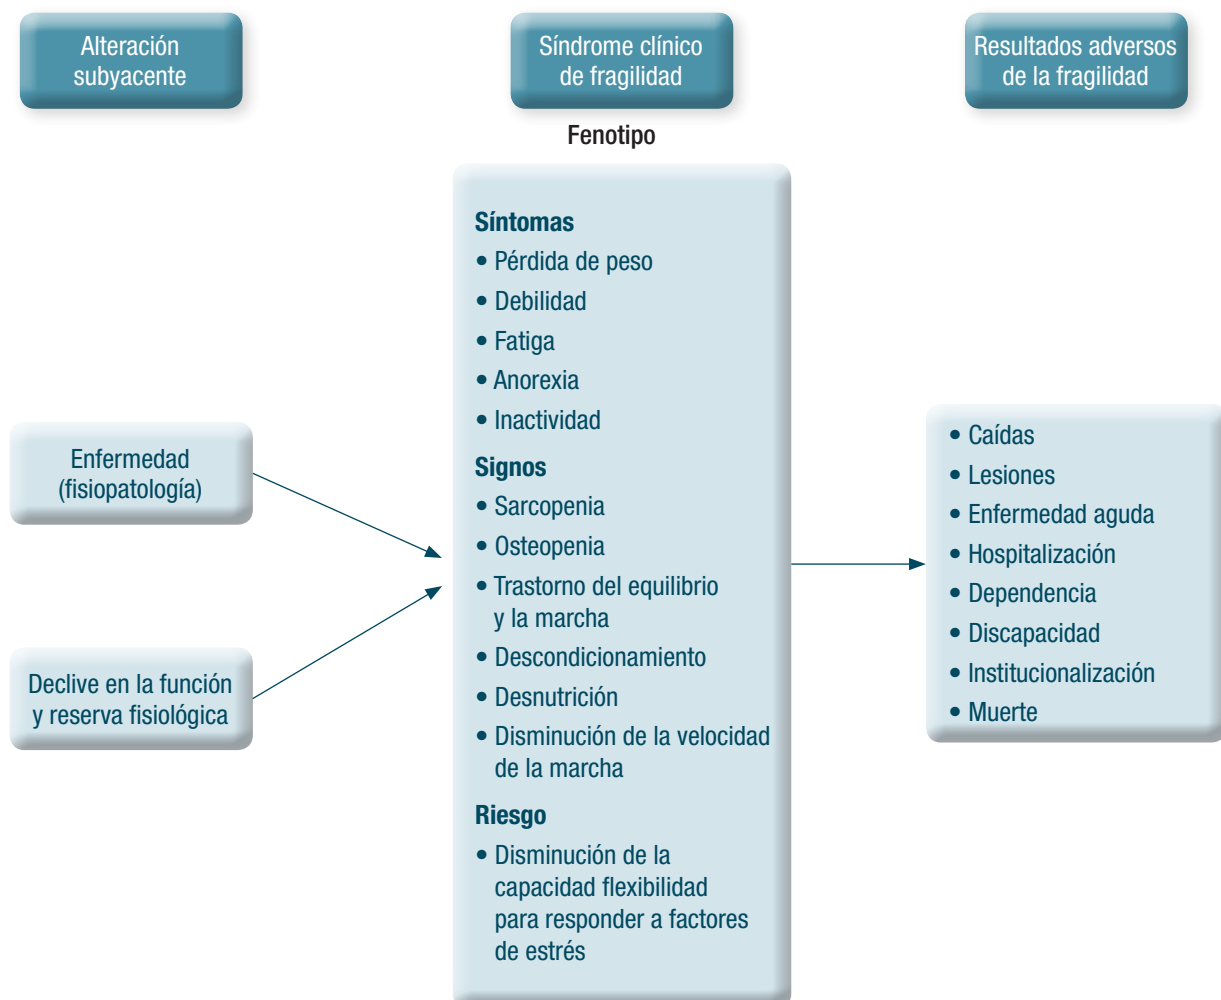 Alteración
subyacente
Síndrome clínico
de fragilidad
Resultados adversos
de la fragilidad
Fenotipo
Síntomas
• Pérdida de peso
• Debilidad
• Fatiga
• Anorexia
• Inactividad
Signos
• Sarcopenia
• Osteopenia
• Trastorno del equilibrio
y la marcha
• Descondicionamiento
• Desnutrición
• Disminución de la velocidad
de la marcha
Riesgo
• Disminución de la
capacidad flexibilidad
para responder a factores
de estrés
Enfermedad
(fisiopatología)
Declive en la función
y reserva fisiológica
• Caídas
• Lesiones
• Enfermedad aguda
• Hospitalización
• Dependencia
• Discapacidad
• Institucionalización
• Muerte